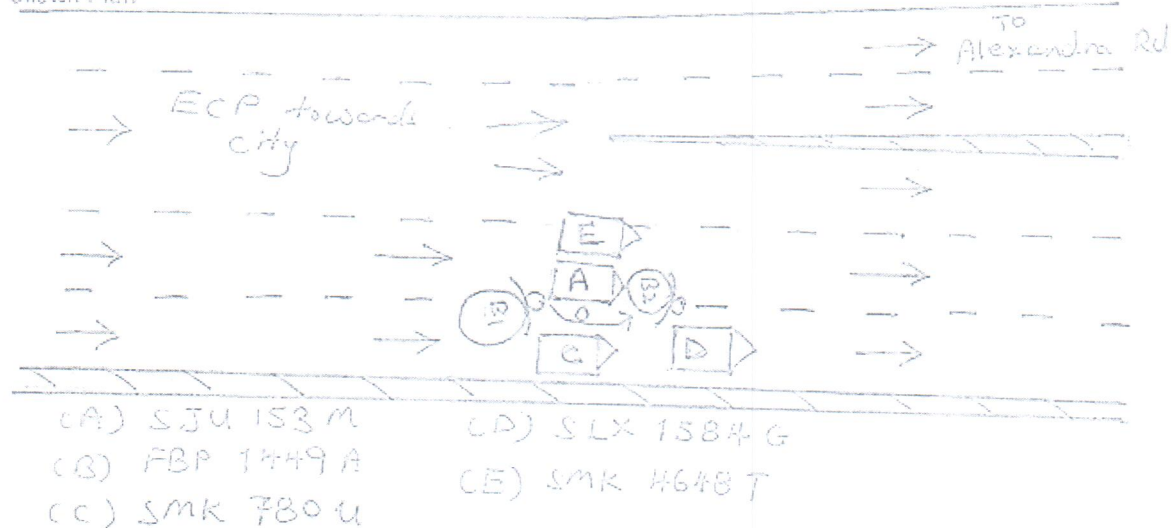 TO
Alexandra Rd
ECP towards
city
E
A
B
B
C
D
(A) SJU 153 M
(B) FBP 1449 A
(C) SMK 780 U
(D) SLX 1584 G
(E) SMK 4648 T